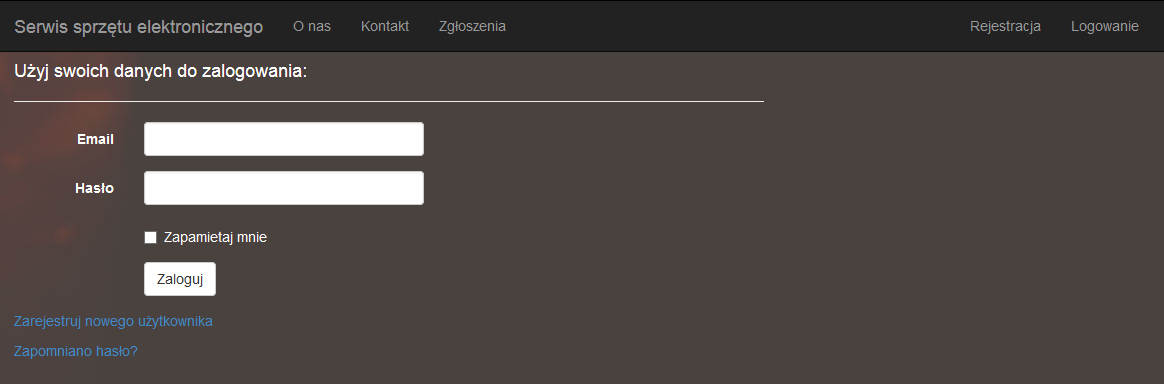 Serwis sprzętu elektronicznego O nas Kontakt Zgłoszenia Rejestracja Logowanie
Użyj swoich danych do zalogowania:
Email
Hasło
Zapamietaj mnie
Zaloguj
Zarejestruj nowego użytkownika
Zapomniano hasło?